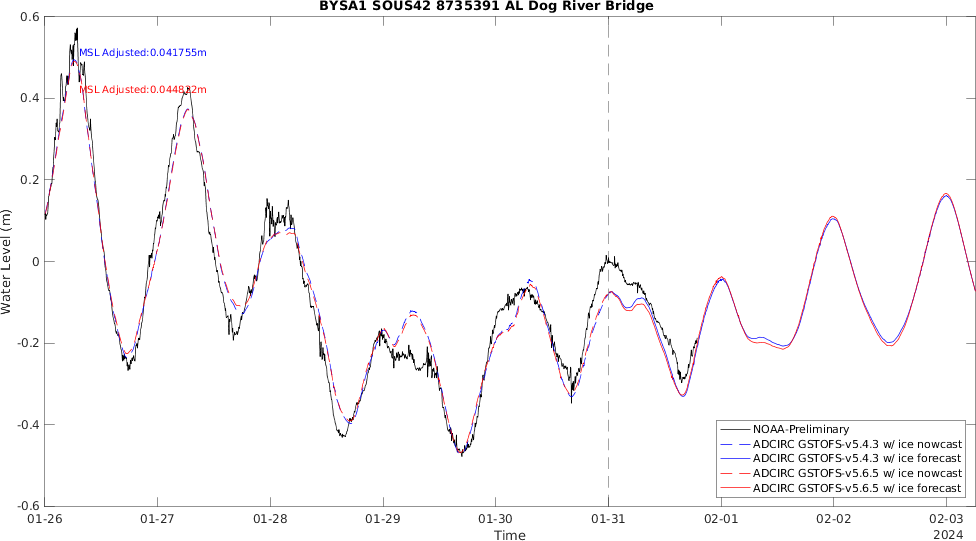 BYSA1 SOUS42 8735391 AL Dog River Bridge
0.6
MSL Adjusted:0.041755m
MSL Adjusted:0.044832m
0.4
0.2
0
-0.2
-0.4
-0.6
Water Level (m)
NOAA-Preliminary
ADCIRC GSTOFS-v5.4.3 w/ ice nowcast
ADCIRC GSTOFS-v5.4.3 w/ ice forecast
ADCIRC GSTOFS-v5.6.5 w/ ice nowcast
ADCIRC GSTOFS-v5.6.5 w/ ice forecast
01-26 01-27 01-28 01-29 01-30 01-31 02-01 02-02 02-03
Time
2024